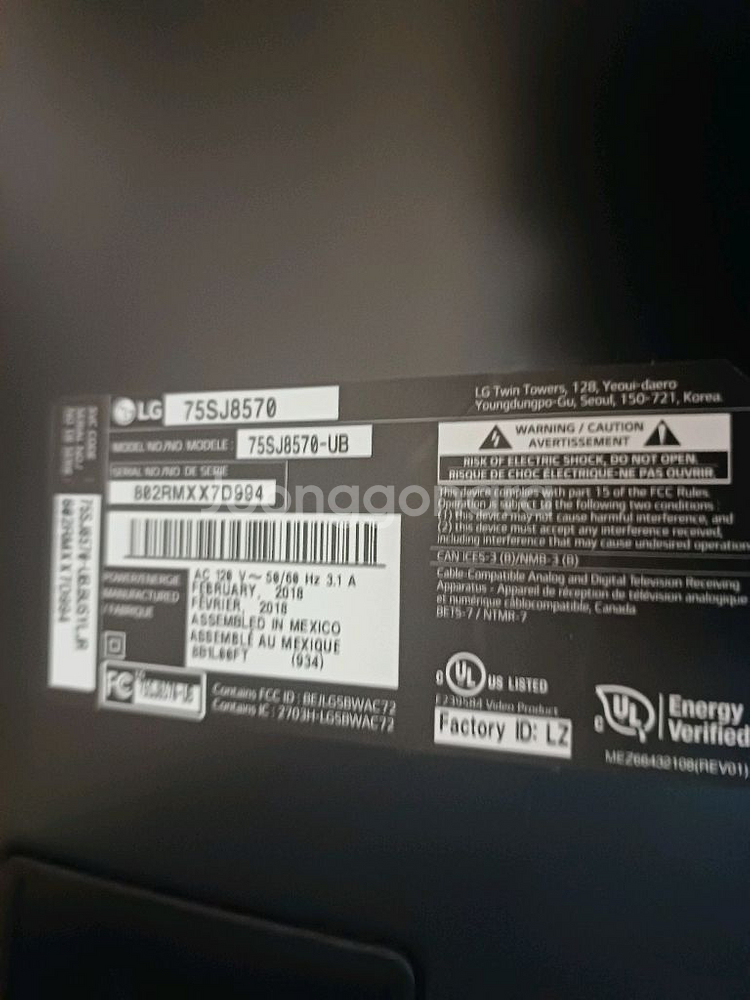 LG 75SJ8570
MODEL NO./NO. MODELE : 75SJ8570-UB
SERIAL NO./NO. DE SERIE
802RMXX7D994
AC 120 V~ 50/60 Hz 3.1 A
POWER/ENERGIE
MANUFACTURED
/ FABRIQUE
FEBRUARY, 2018
FÉVRIER, 2018
ASSEMBLED IN MEXICO
ASSEMBLÉ AU MEXIQUE
(934)
FC
Contains FCC ID : BEJLGSBWAC72
Contains IC : 2703H-LGSBWAC72
LG Twin Towers, 128, Yeoui-daero
Youngdungpo-Gu, Seoul, 150-721, Korea
WARNING / CAUTION
AVERTISSEMENT
RISK OF ELECTRIC SHOCK, DO NOT OPEN.
RISQUE DE CHOC ELECTRIQUE-NE PAS OUVRIR
This device complies with part 15 of the FCC Rules.
Operation is subject to the following two conditions :
(1) this device may not cause harmful interference, and
(2) this device must accept any interference received,
including interference that may cause undesired operation
CAN ICES-3 (B)/NMB-3 (B)
Cable-Compatible Analog and Digital Television Receiving
Apparatus - Appareil de réception de télévision analogique
et numérique câblocompatible, Canada
BETS-7 / NTMR-7
c UL US LISTED
Video Product
Factory ID: LZ
c UL Energy
Verified
MEZ66432108(REV01)